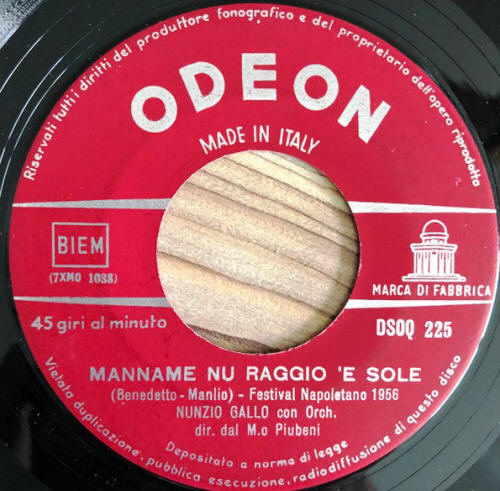 Riservati tutti i diritti del produttore fonografico e del proprietario dell'opera riprodotta
ODEON
MADE IN ITALY
BIEM
(7XMO 1038)
MARCA DI FABBRICA
45 giri al minuto
DSOQ 225
MANNAME NU RAGGIO 'E SOLE
(Benedetto - Manlio) - Festival Napoletano 1956
NUNZIO GALLO con Orch.
dir. dal M.o Piubeni
Depositato a norma di legge
Vietata duplicazione, pubblica esecuzione, radiodiffusione di questo disco